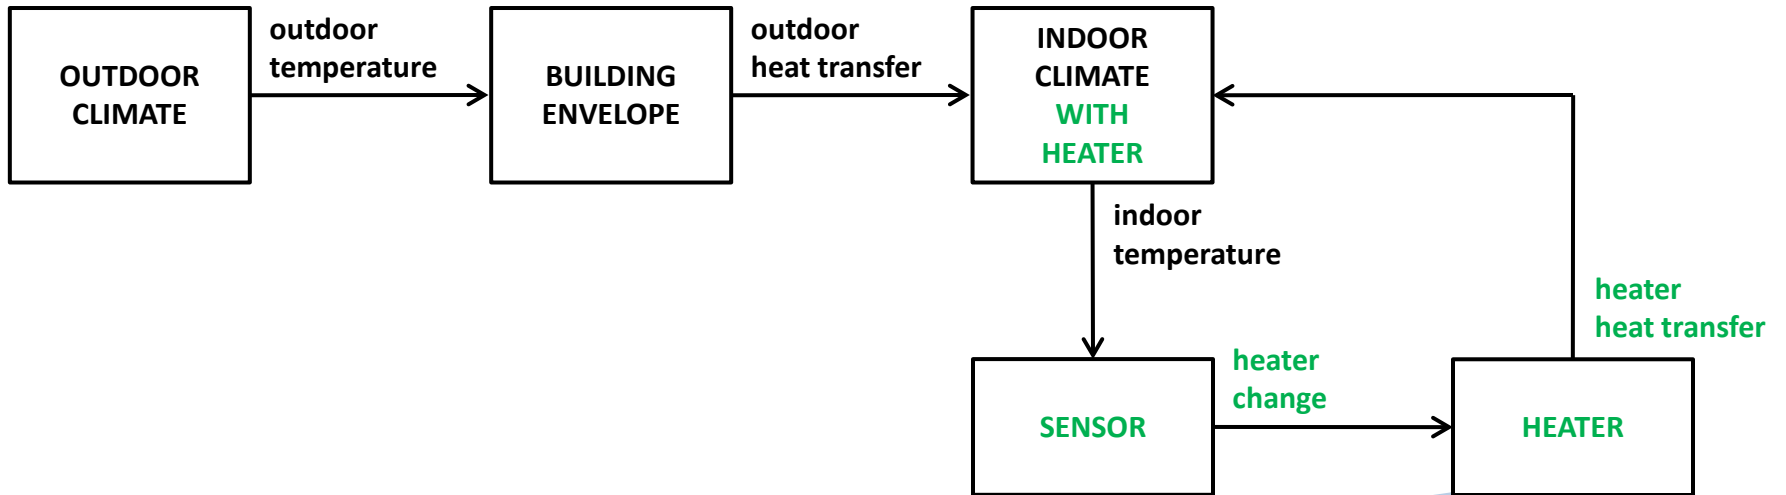 OUTDOOR
CLIMATE
outdoor
temperature
BUILDING
ENVELOPE
outdoor
heat transfer
INDOOR
CLIMATE
WITH
HEATER
indoor
temperature
SENSOR
heater
change
HEATER
heater
heat transfer